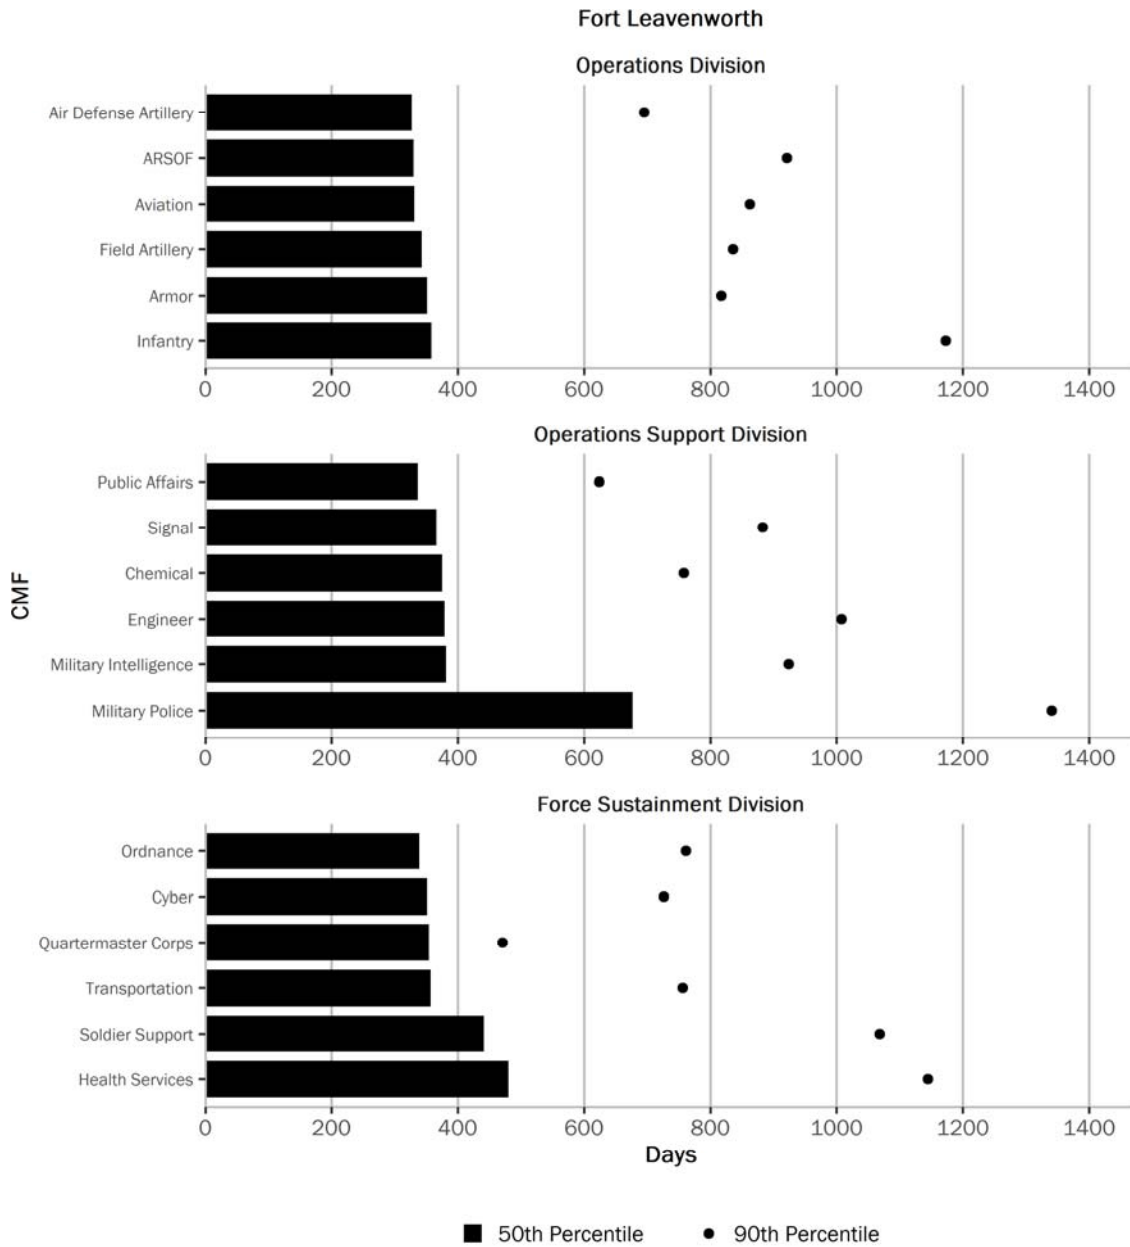 Fort Leavenworth
Operations Division
Air Defense Artillery
ARSOF
Aviation
Field Artillery
Armor
Infantry
0 200 400 600 800 1000 1200 1400
Operations Support Division
Public Affairs
Signal
Chemical
Engineer
Military Intelligence
Military Police
0 200 400 600 800 1000 1200 1400
CMF
Force Sustainment Division
Ordnance
Cyber
Quartermaster Corps
Transportation
Soldier Support
Health Services
0 200 400 600 800 1000 1200 1400
Days
50th Percentile 90th Percentile